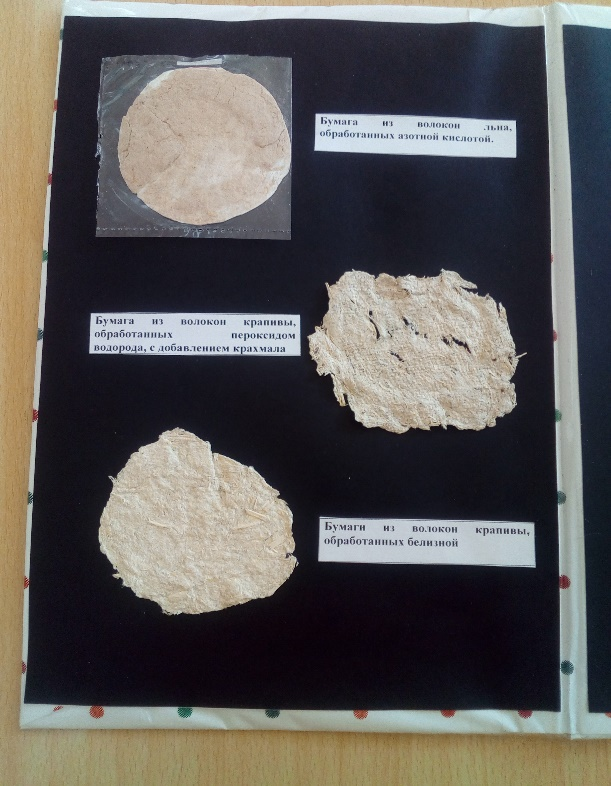 Бумага из волокон льна,
обработанных азотной кислотой.
Бумага из волокон крапивы,
обработанных пероксидом
водорода, с добавлением крахмала
Бумаги из волокон крапивы,
обработанных белизной